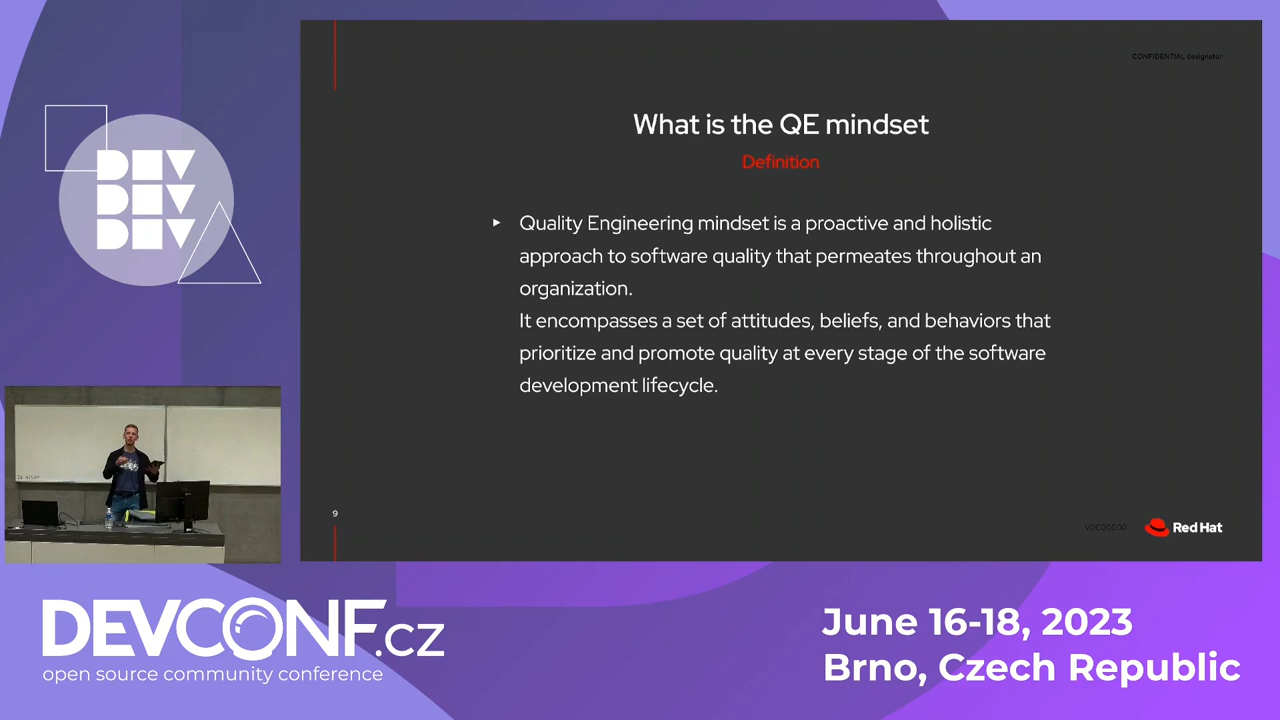 CONFIDENTIAL designator
What is the QE mindset
Definition
Quality Engineering mindset is a proactive and holistic
approach to software quality that permeates throughout an
organization.
It encompasses a set of attitudes, beliefs, and behaviors that
prioritize and promote quality at every stage of the software
development lifecycle.
9
V0000000
Red Hat
DEV
DEV
DEV
DEVCONF.cz
open source community conference
June 16-18, 2023
Brno, Czech Republic